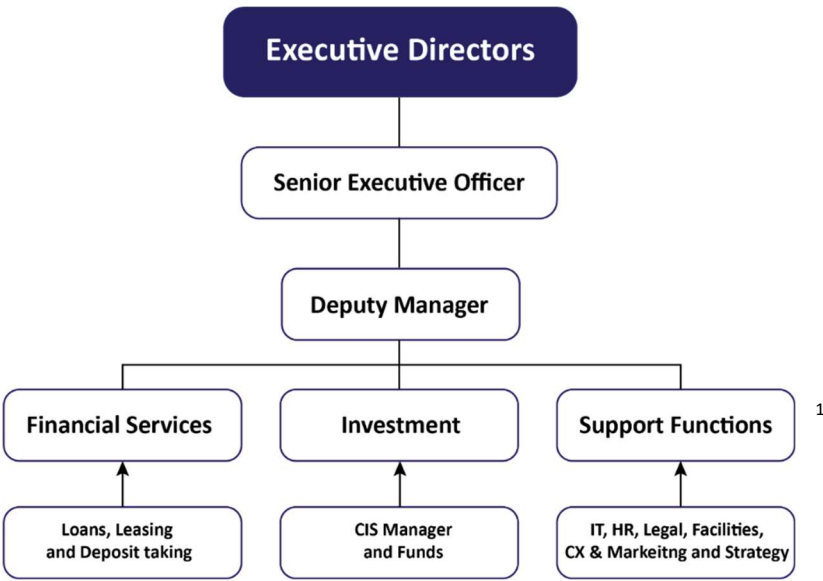 Executive Directors
Senior Executive Officer
Deputy Manager
Financial Services
Investment
Support Functions
1
Loans, Leasing
and Deposit taking
CIS Manager
and Funds
IT, HR, Legal, Facilities,
CX & Markeitng and Strategy